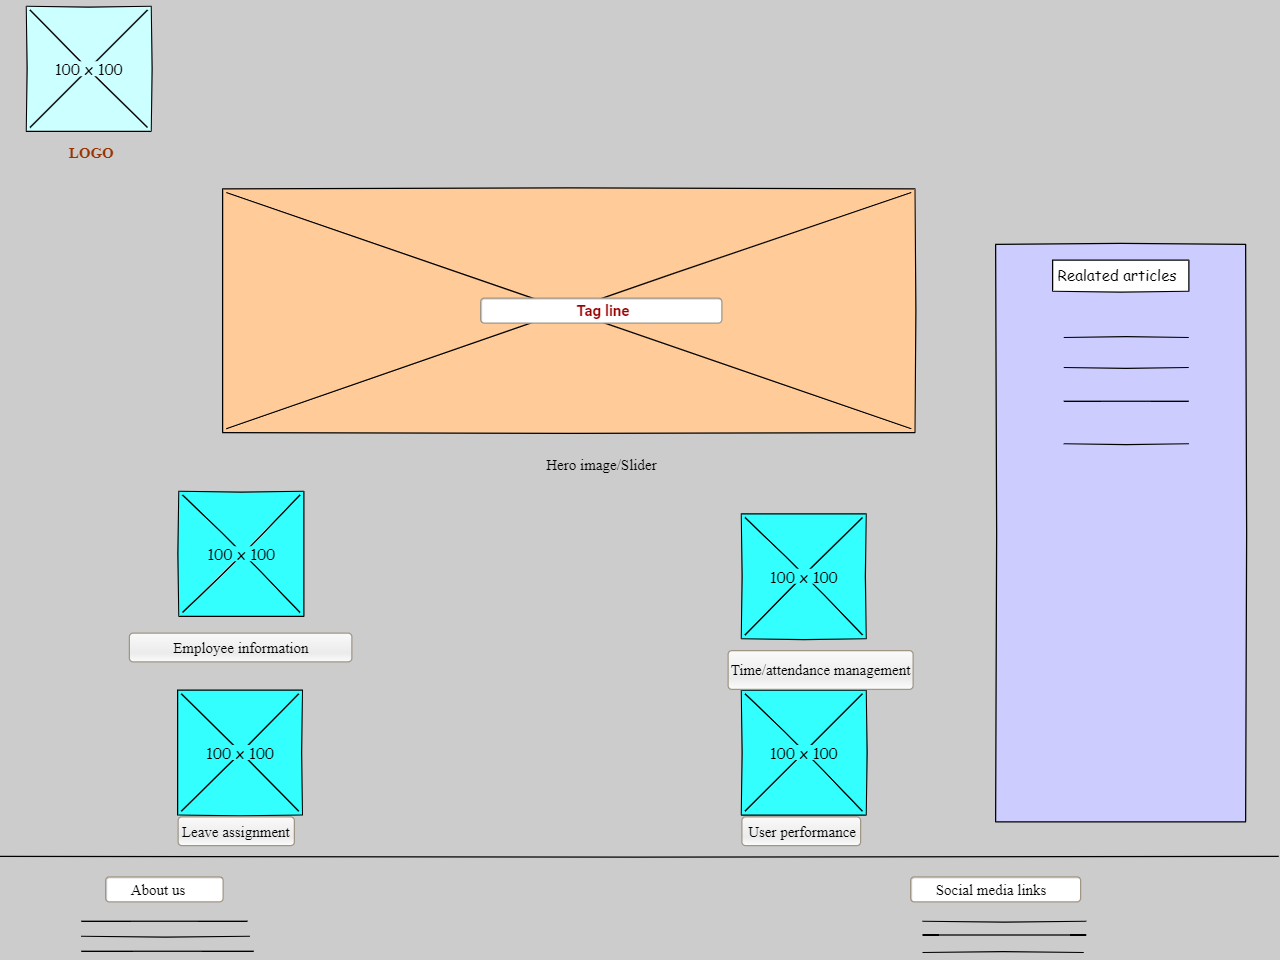 100 x 100
LOGO
Tag line
Realated articles
Hero image/Slider
100 x 100
100 x 100
Employee information
Time/attendance management
100 x 100
100 x 100
Leave assignment
User performance
About us
Social media links